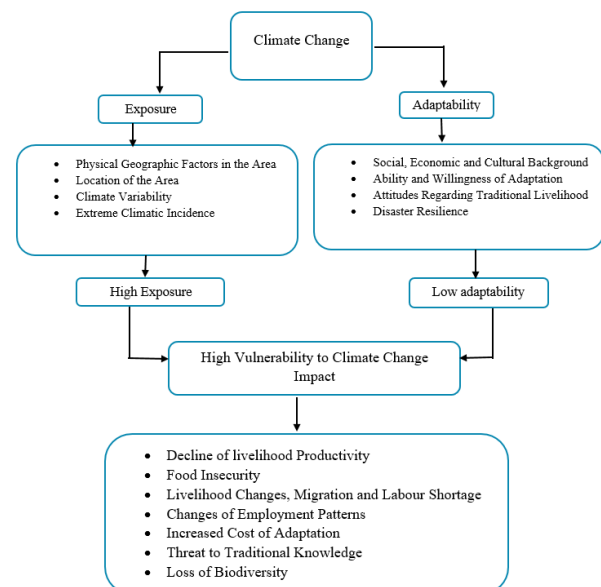 Climate Change
Exposure
Adaptability
• Physical Geographic Factors in the Area
• Location of the Area
• Climate Variability
• Extreme Climatic Incidence
• Social, Economic and Cultural Background
• Ability and Willingness of Adaptation
• Attitudes Regarding Traditional Livelihood
• Disaster Resilience
High Exposure
Low adaptability
High Vulnerability to Climate Change
Impact
• Decline of livelihood Productivity
• Food Insecurity
• Livelihood Changes, Migration and Labour Shortage
• Changes of Employment Patterns
• Increased Cost of Adaptation
• Threat to Traditional Knowledge
• Loss of Biodiversity